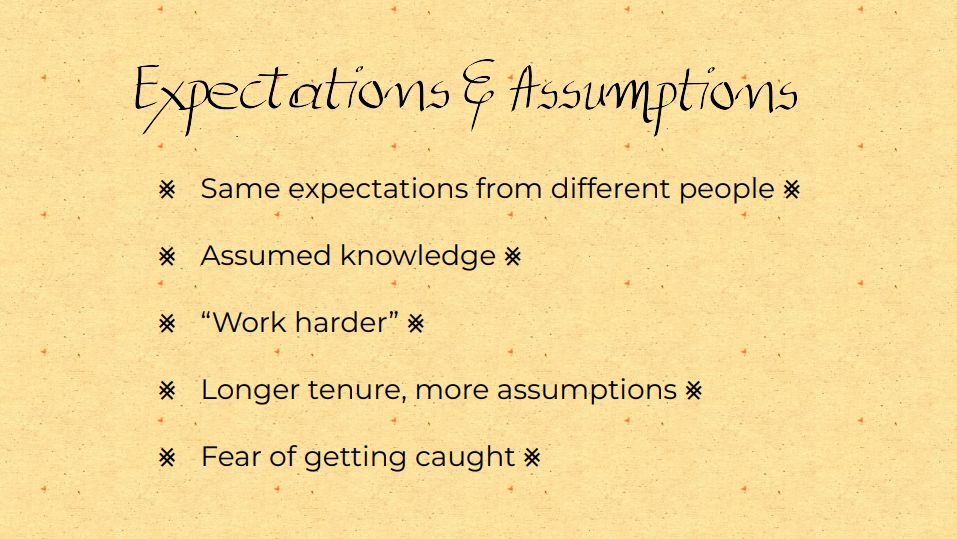 Expectations & Assumptions
※ Same expectations from different people ※
※ Assumed knowledge ※
※ “Work harder” ※
※ Longer tenure, more assumptions ※
※ Fear of getting caught ※